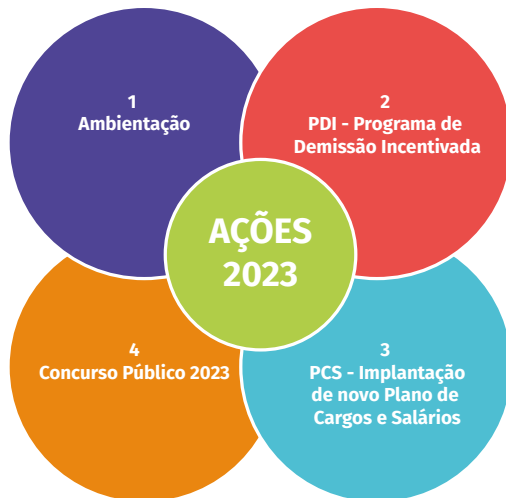 1
Ambientação
2
PDI - Programa de
Demissão Incentivada
AÇÕES
2023
4
Concurso Público 2023
3
PCS - Implantação
de novo Plano de
Cargos e Salários